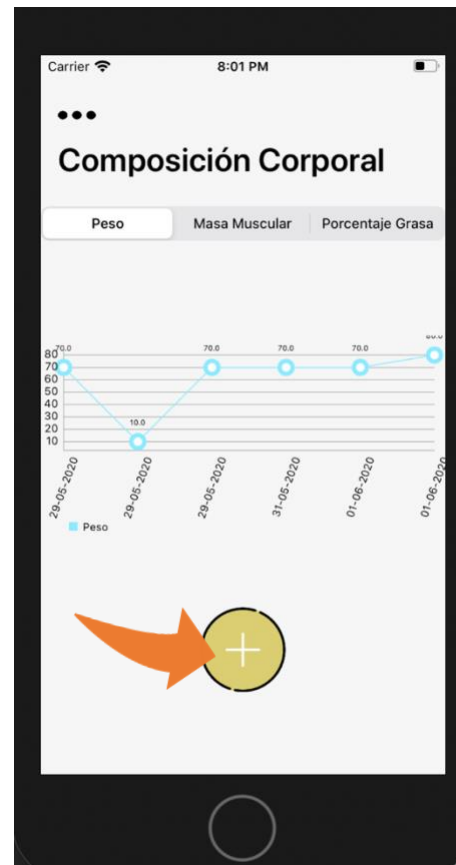 Carrier 8:01 PM
•••
Composición Corporal
Peso Masa Muscular Porcentaje Grasa
70.0 10.0 70.0 70.0 70.0 80.0
80
70
60
50
40
30
20
10
29-05-2020 29-05-2020 29-05-2020 31-05-2020 01-06-2020 01-06-2020
Peso